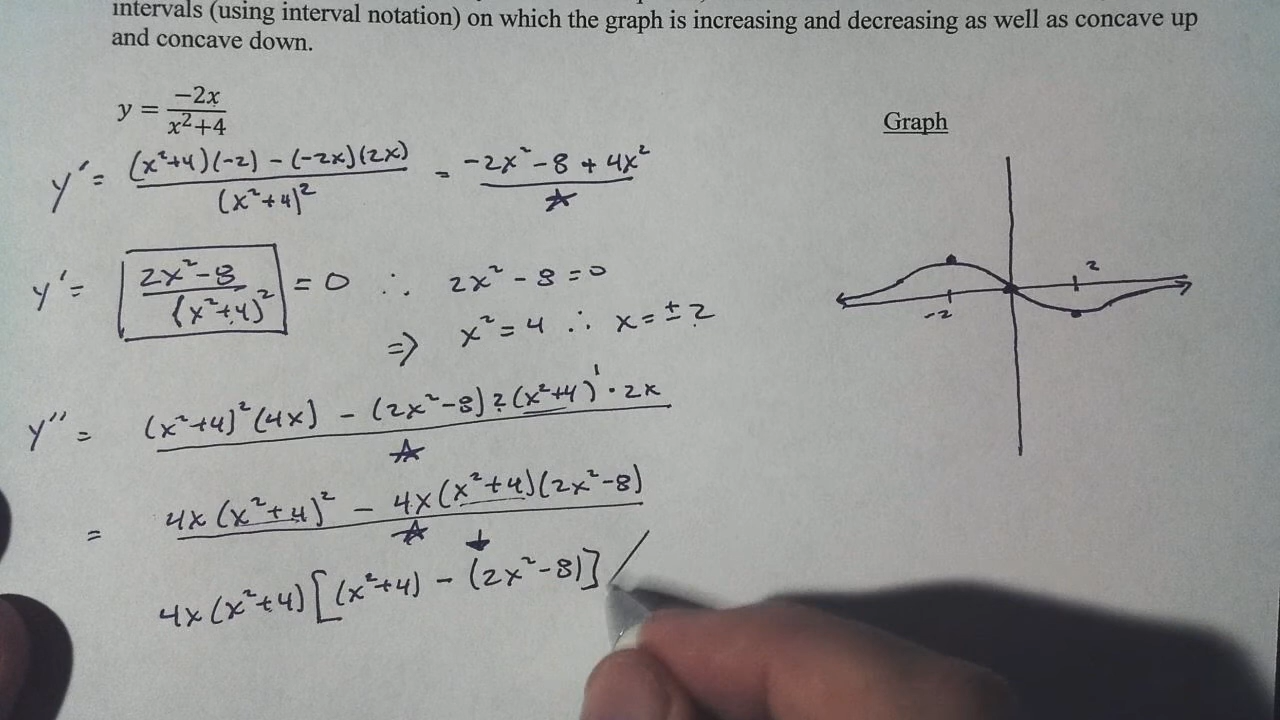 intervals (using interval notation) on which the graph is increasing and decreasing as well as concave up
and concave down.
y = −2x / x²+4
Graph
y' = (x²+4)(-2) - (-2x)(2x) / (x²+4)² = -2x² - 8 + 4x² / ☆
y' = 2x²-8 / (x²+4)² = 0 ∴ 2x² - 8 = 0
⇒ x² = 4 ∴ x = ±2
-2
2
y'' = (x²+4)²(4x) - (2x²-8)2(x²+4)¹·2x / ☆
= 4x(x²+4)² - 4x(x²+4)(2x²-8) / ☆
4x(x²+4)[(x²+4) - (2x²-8)] /